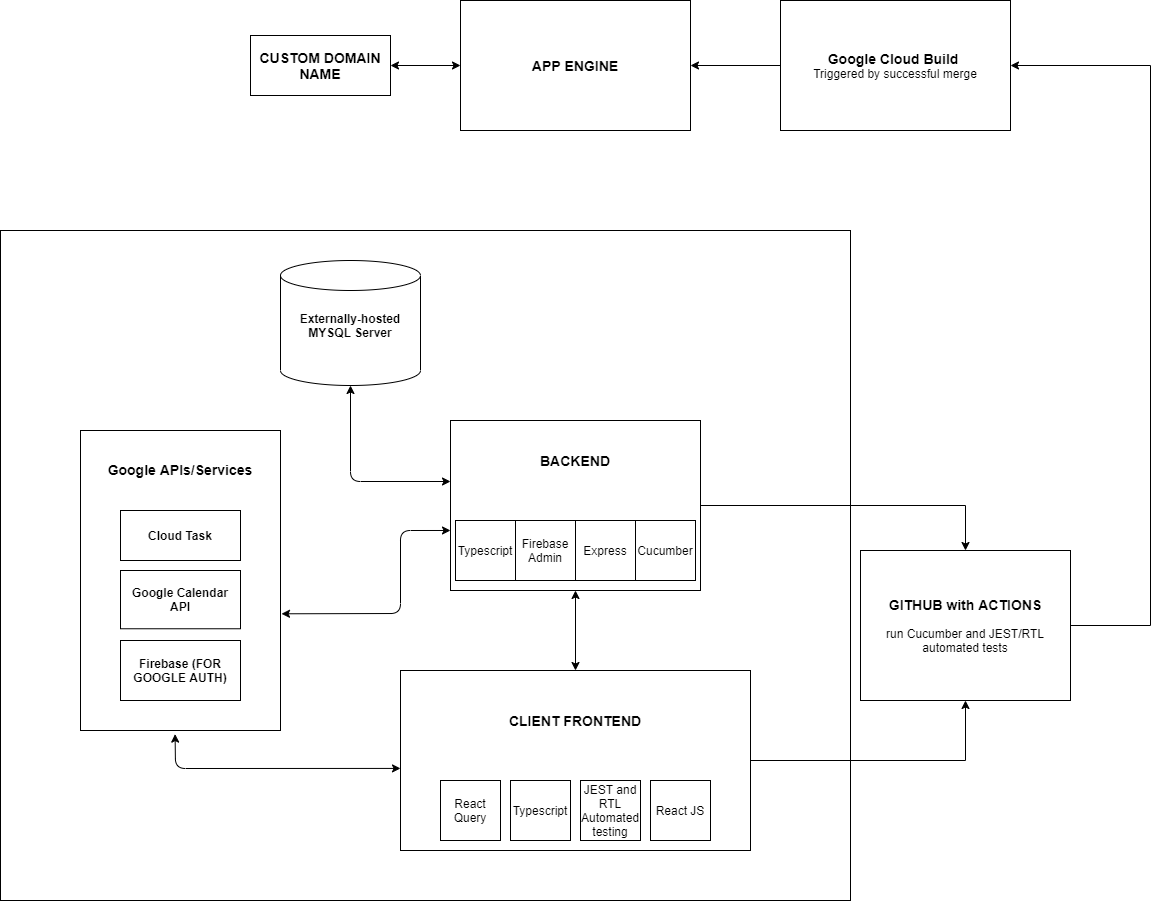 CUSTOM DOMAIN
NAME
APP ENGINE
Google Cloud Build
Triggered by successful merge
Externally-hosted
MYSQL Server
Google APIs/Services
Cloud Task
Google Calendar
API
Firebase (FOR
GOOGLE AUTH)
BACKEND
Typescript
Firebase
Admin
Express
Cucumber
GITHUB with ACTIONS
run Cucumber and JEST/RTL
automated tests
CLIENT FRONTEND
React
Query
Typescript
JEST and
RTL
Automated
testing
React JS